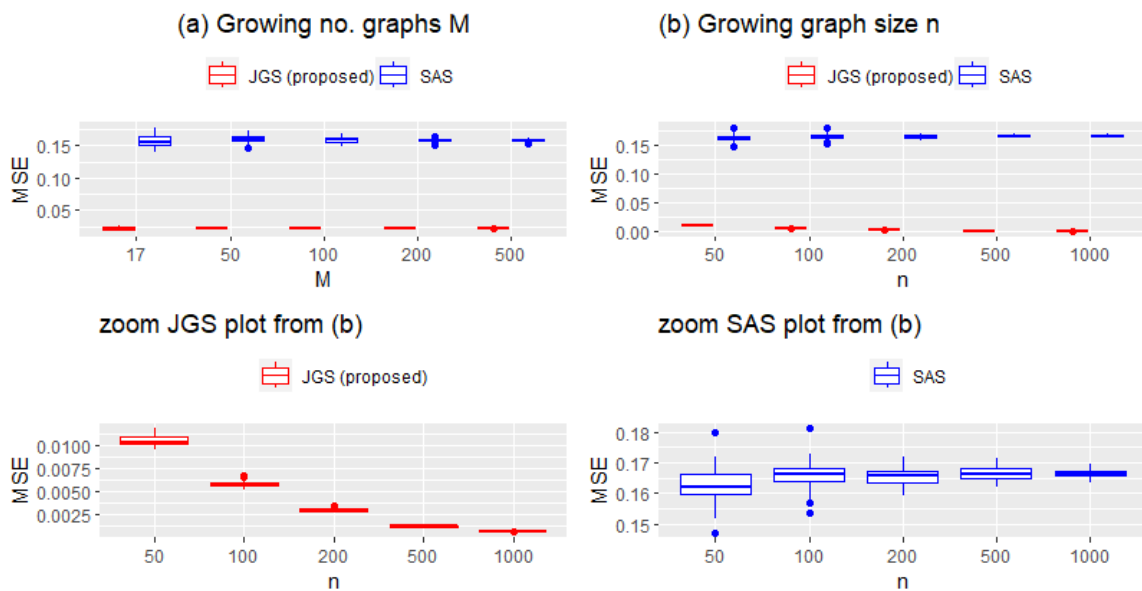 (a) Growing no. graphs M
JGS (proposed) SAS
MSE
0.15
0.10
0.05
17 50 100 200 500
M
(b) Growing graph size n
JGS (proposed) SAS
MSE
0.15
0.10
0.05
0.00
50 100 200 500 1000
n
zoom JGS plot from (b)
JGS (proposed)
MSE
0.0100
0.0075
0.0050
0.0025
50 100 200 500 1000
n
zoom SAS plot from (b)
SAS
MSE
0.18
0.17
0.16
0.15
50 100 200 500 1000
n